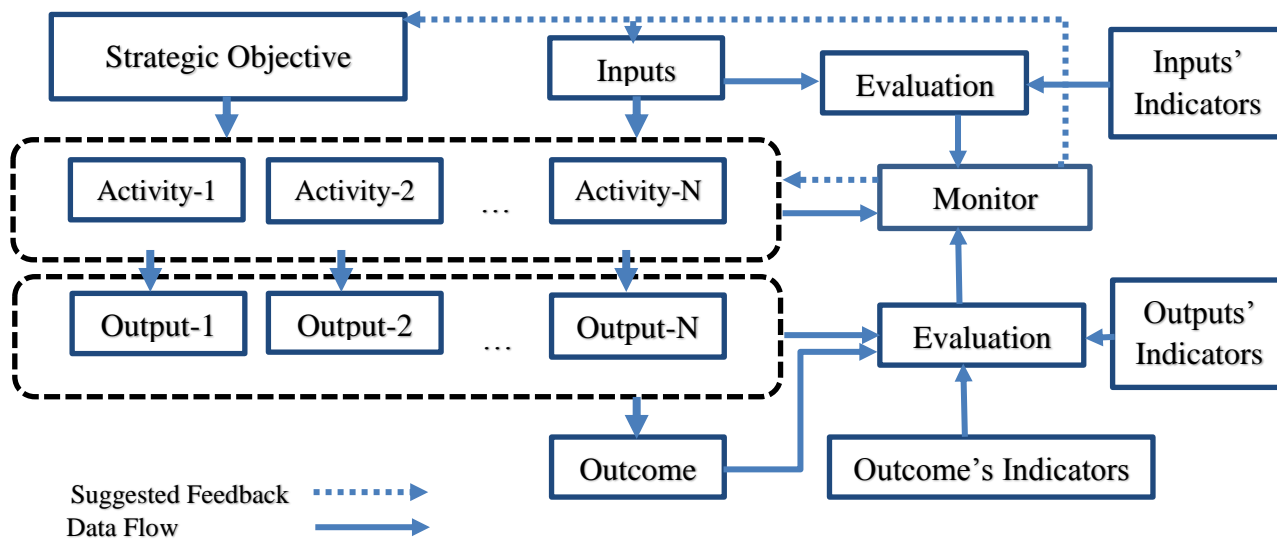 Strategic Objective
Inputs
Evaluation
Inputs’
Indicators
Activity-1
Activity-2
…
Activity-N
Monitor
Output-1
Output-2
…
Output-N
Evaluation
Outputs’
Indicators
Outcome
Outcome’s Indicators
Suggested Feedback
Data Flow